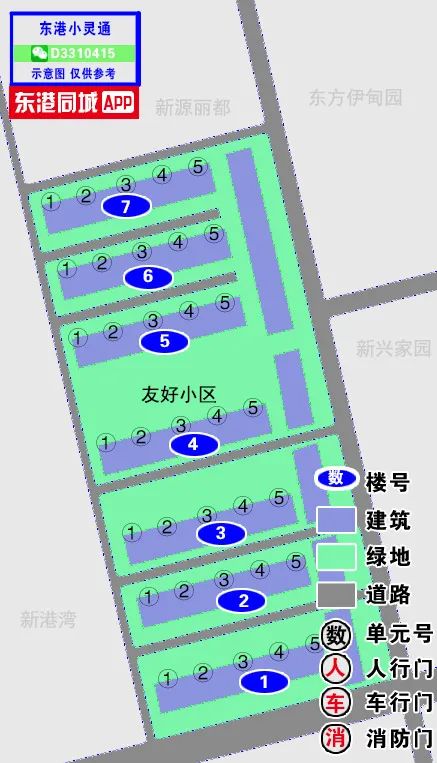 东港小灵通
D3310415
示意图 仅供参考
东港同城APP
新源丽都
东方伊甸园
1 2 3 4 5
7
1 2 3 4 5
6
1 2 3 4 5
5
新兴家园
友好小区
1 2 3 4 5
4
1 2 3 4 5
3
数 楼号
建筑
绿地
1 2 3 4 5
2
道路
新港湾
数 单元号
1 2 3 4 5
1
人 人行门
车 车行门
消 消防门